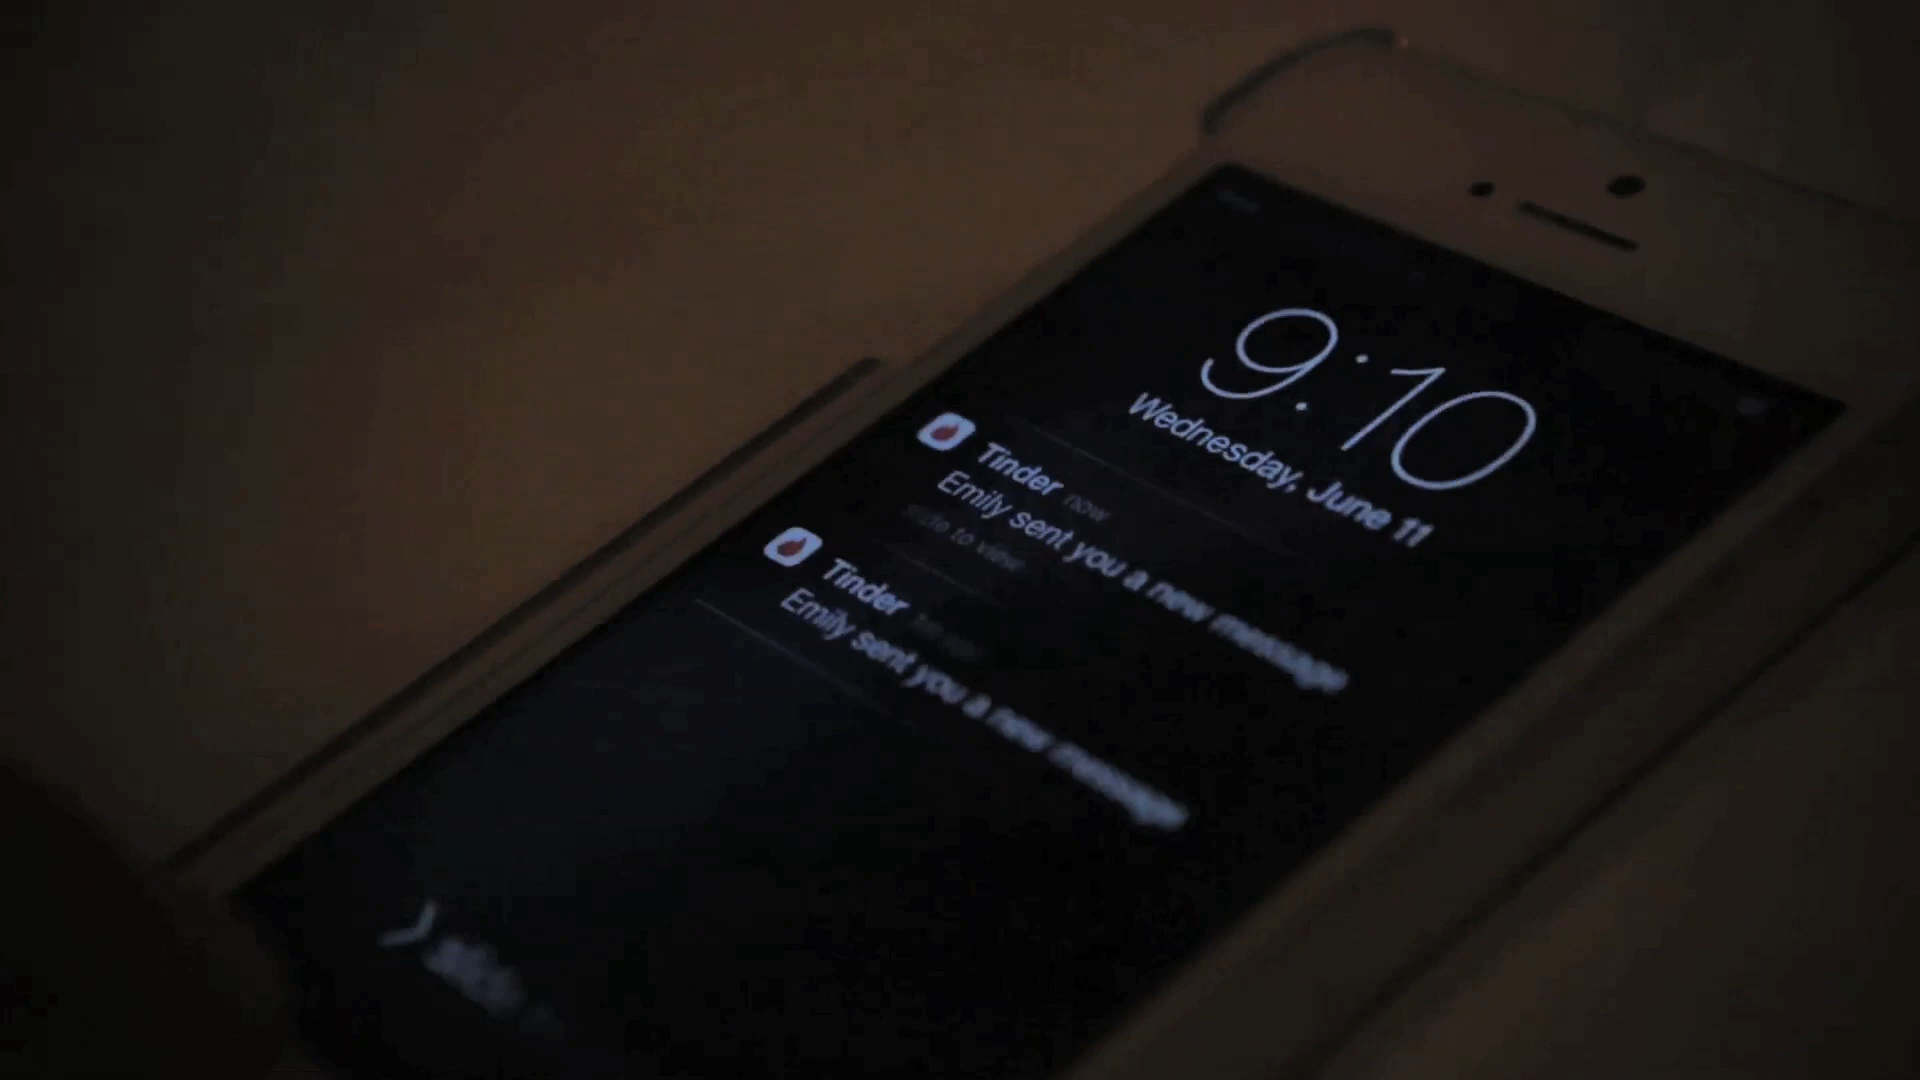 9:10
Wednesday, June 11
Tinder now
Emily sent you a new message
slide to view
Tinder
Emily sent you a new message
slide